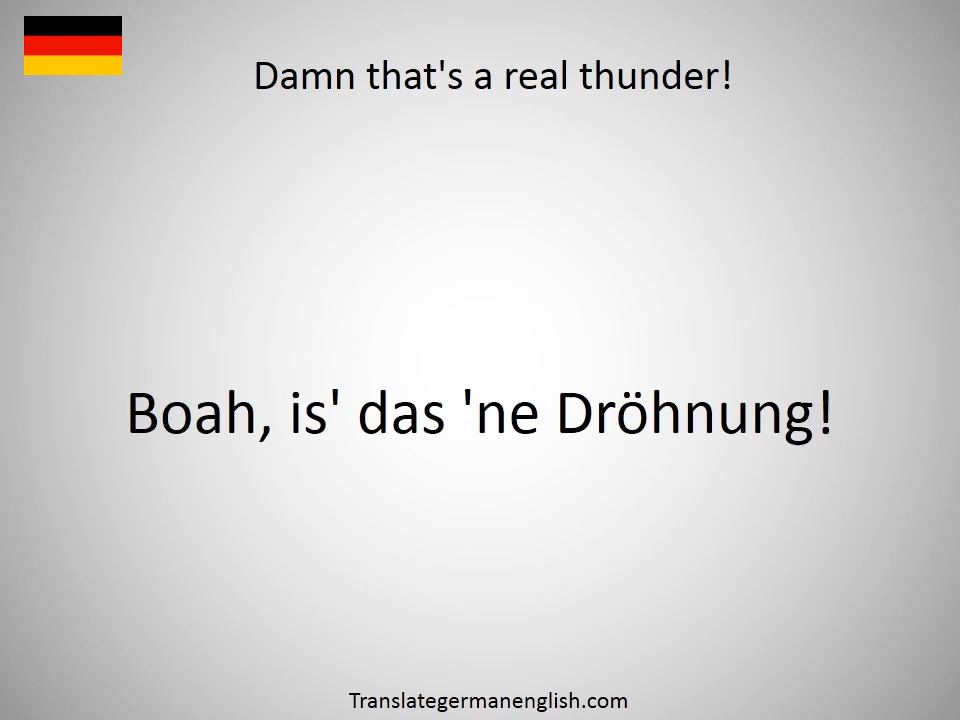 Damn that's a real thunder!
Boah, is' das 'ne Dröhnung!
Translategermanenglish.com